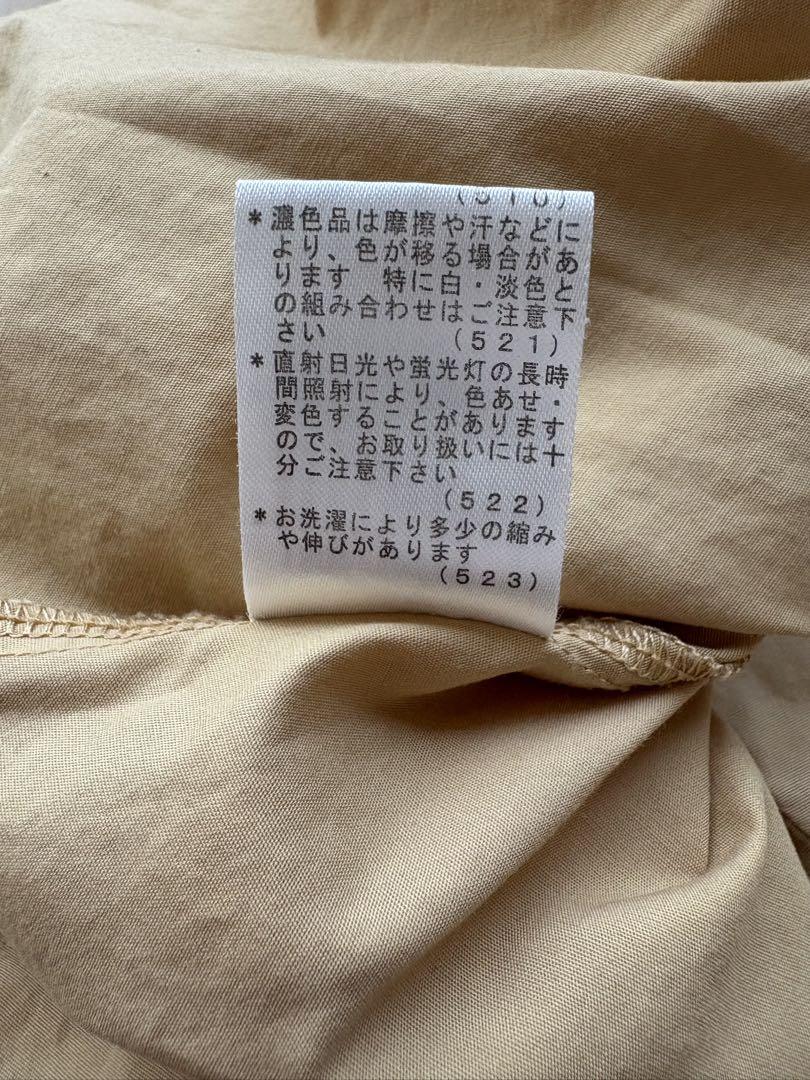 ＊濃色品は摩擦や汗などに
より、色が移る場合があ
ります 特に白・淡色と
の組み合わせはご注意下
さい
(５２１)
＊直射日光や蛍光灯の長時
間照射により、色あせ・
変色することがあります
ので、お取り扱いには十
分ご注意下さい
(５２２)
＊お洗濯により多少の縮み
や伸びがあります
(５２３)